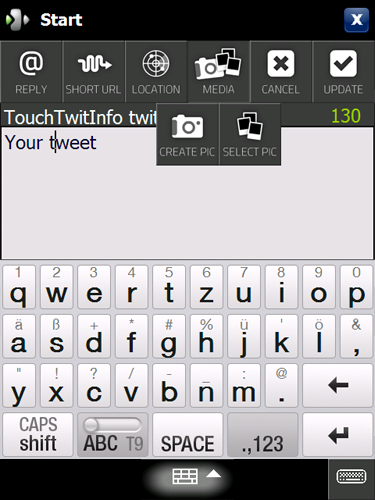 Start X
@
REPLY SHORT URL LOCATION MEDIA CANCEL UPDATE
TouchTwitInfo twit 130
Your tweet
CREATE PIC SELECT PIC
1 2 3 4 5 6 7 8 9 0
q w e r t z u i o p
ä ß + * # % ü ' ö &
a s d f g h j k l ,
" ! ? / - _ : @
y x c v b n m .
CAPS
shift ABC T9 SPACE .,123